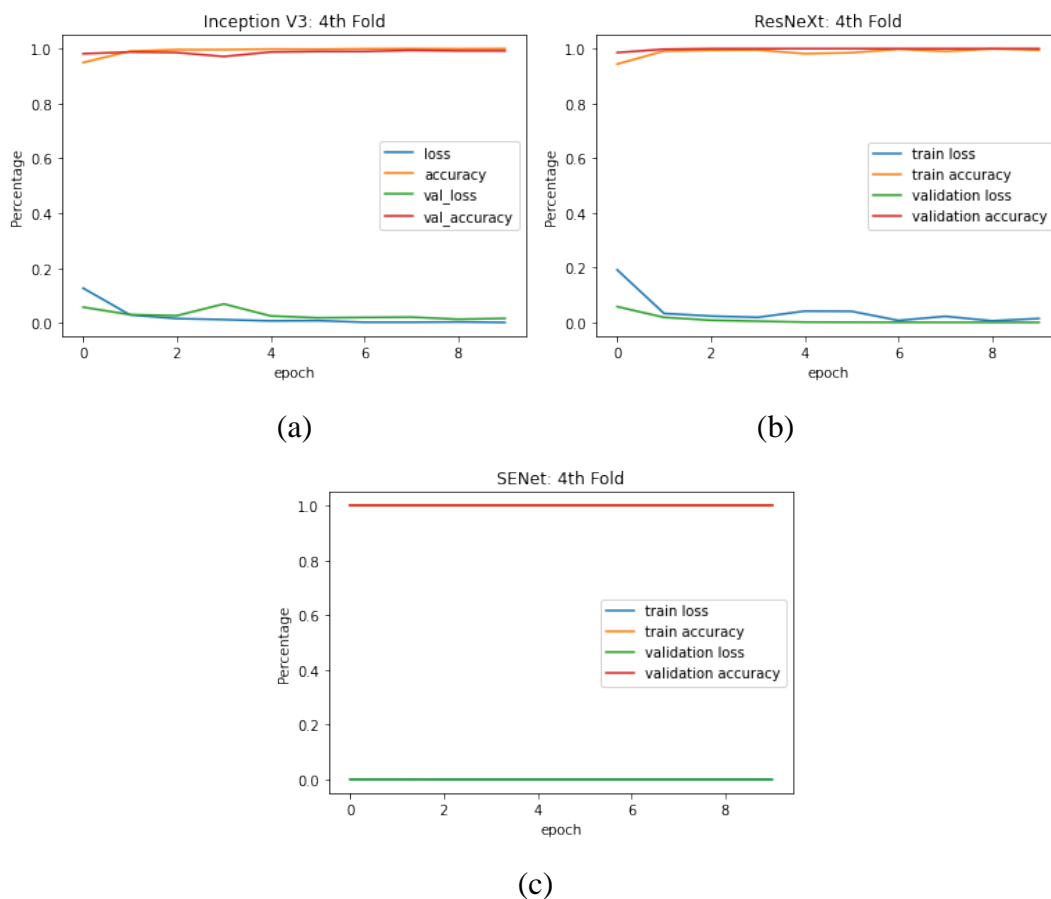 Inception V3: 4th Fold
1.0
0.8
0.6
0.4
0.2
0.0
Percentage
loss
accuracy
val_loss
val_accuracy
0 2 4 6 8
epoch
(a)
ResNeXt: 4th Fold
1.0
0.8
0.6
0.4
0.2
0.0
Percentage
train loss
train accuracy
validation loss
validation accuracy
0 2 4 6 8
epoch
(b)
SENet: 4th Fold
1.0
0.8
0.6
0.4
0.2
0.0
Percentage
train loss
train accuracy
validation loss
validation accuracy
0 2 4 6 8
epoch
(c)